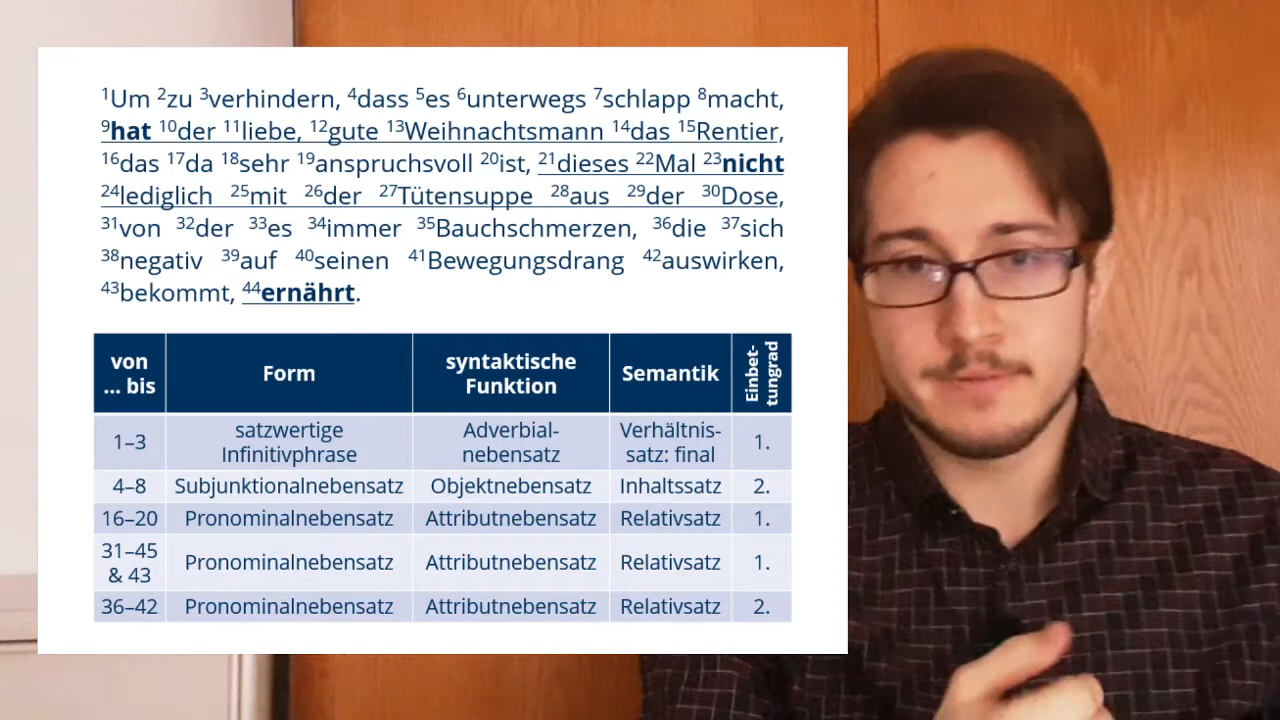 ¹Um ²zu ³verhindern, ⁴dass ⁵es ⁶unterwegs ⁷schlapp ⁸macht,
⁹hat ¹⁰der ¹¹liebe, ¹²gute ¹³Weihnachtsmann ¹⁴das ¹⁵Rentier,
¹⁶das ¹⁷da ¹⁸sehr ¹⁹anspruchsvoll ²⁰ist, ²¹dieses ²²Mal ²³nicht
²⁴lediglich ²⁵mit ²⁶der ²⁷Tütensuppe ²⁸aus ²⁹der ³⁰Dose,
³¹von ³²der ³³es ³⁴immer ³⁵Bauchschmerzen, ³⁶die ³⁷sich
³⁸negativ ³⁹auf ⁴⁰seinen ⁴¹Bewegungsdrang ⁴²auswirken,
⁴³bekommt, ⁴⁴ernährt.
von … bis | Form | syntaktische Funktion | Semantik | Einbet-tungrad
1–3 | satzwertige Infinitivphrase | Adverbial-nebensatz | Verhältnis-satz: final | 1.
4–8 | Subjunktionalnebensatz | Objektnebensatz | Inhaltssatz | 2.
16–20 | Pronominalnebensatz | Attributnebensatz | Relativsatz | 1.
31–45 & 43 | Pronominalnebensatz | Attributnebensatz | Relativsatz | 1.
36–42 | Pronominalnebensatz | Attributnebensatz | Relativsatz | 2.